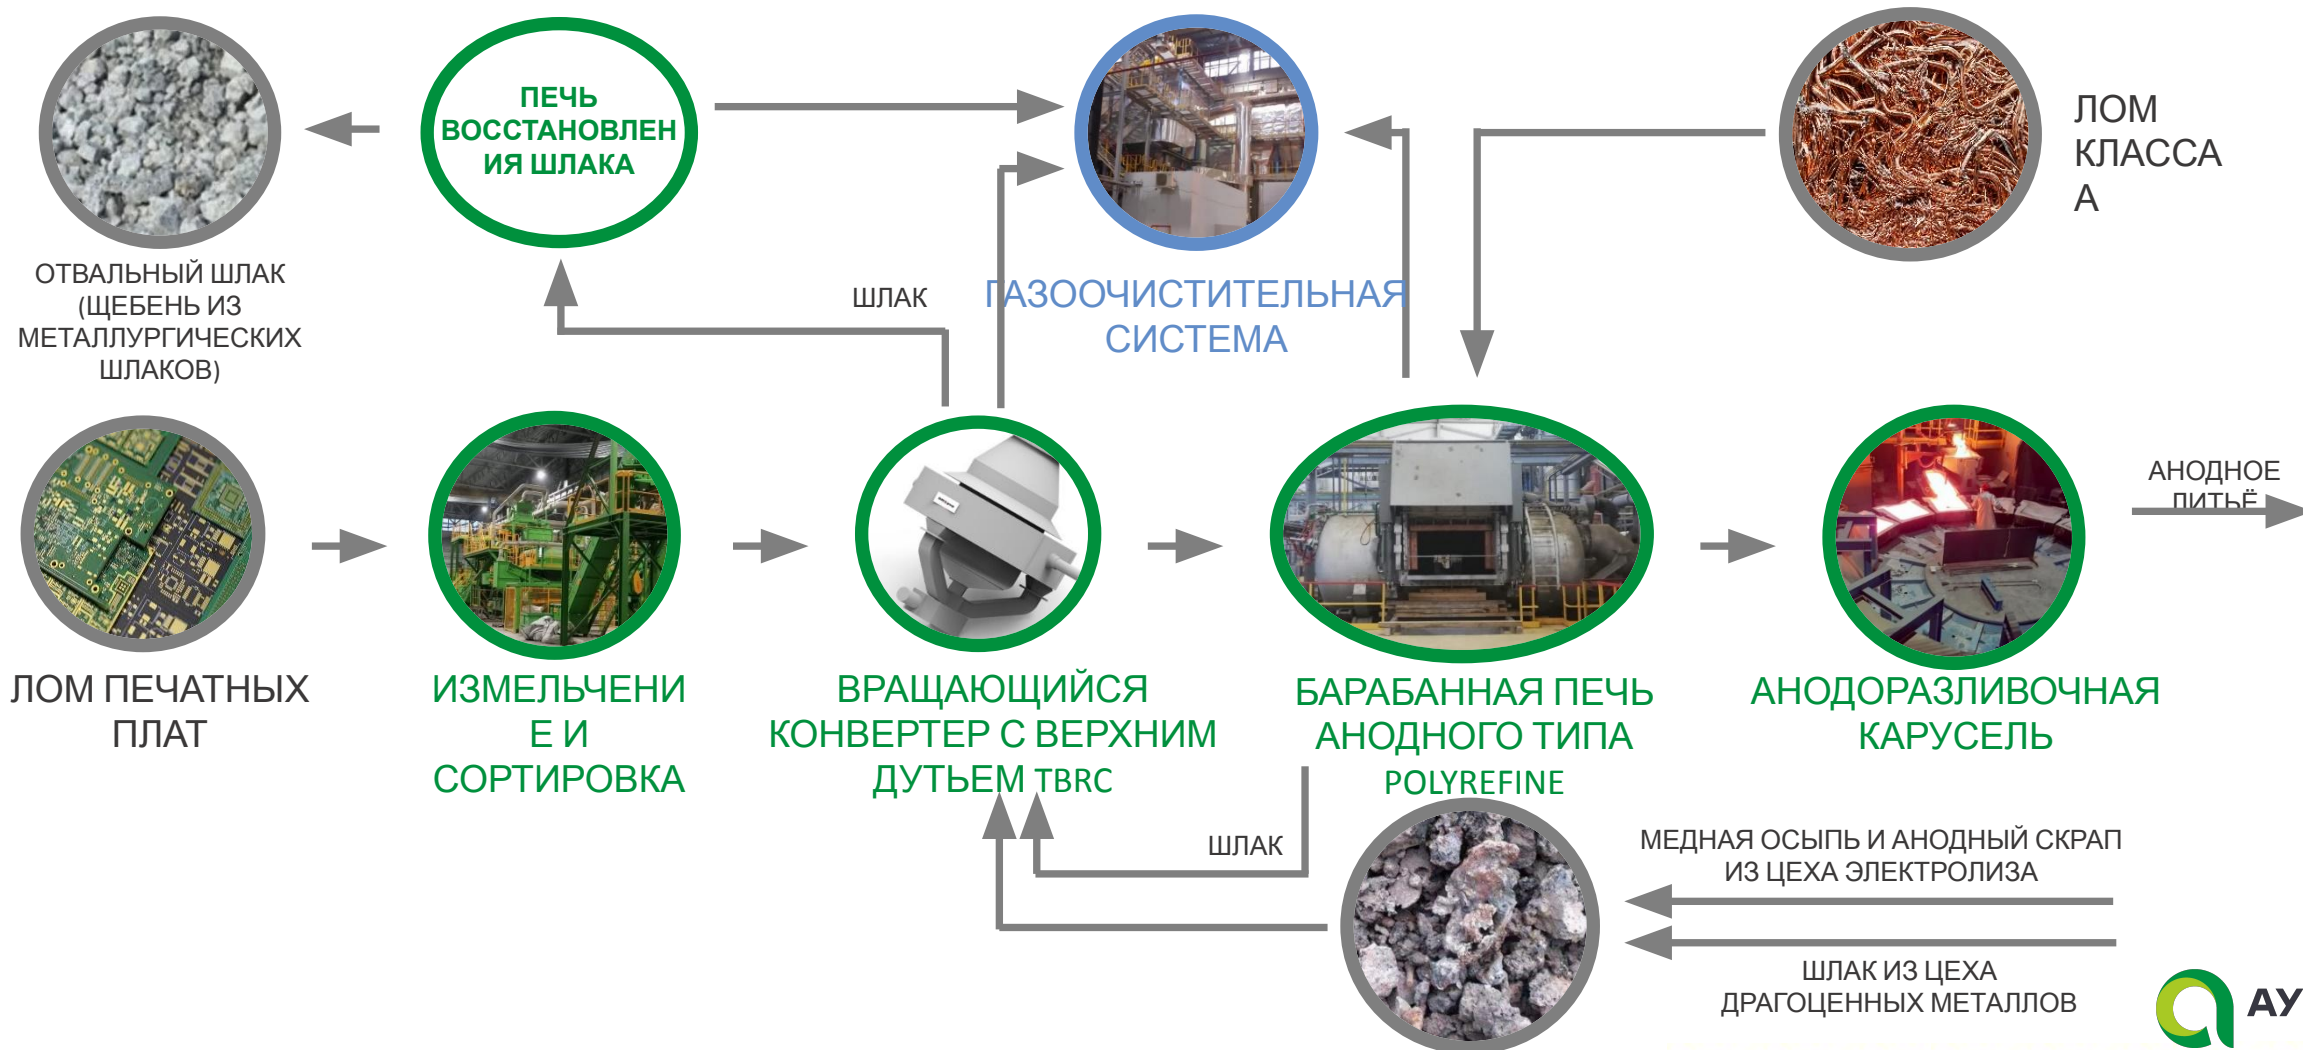 ПЕЧЬ
ВОССТАНОВЛЕН
ИЯ ШЛАКА
ЛОМ
КЛАССА
А
ОТВАЛЬНЫЙ ШЛАК
(ЩЕБЕНЬ ИЗ
МЕТАЛЛУРГИЧЕСКИХ
ШЛАКОВ)
ШЛАК
ГАЗООЧИСТИТЕЛЬНАЯ
СИСТЕМА
АНОДНОЕ
ЛИТЬЁ
ЛОМ ПЕЧАТНЫХ
ПЛАТ
ИЗМЕЛЬЧЕНИ
Е И
СОРТИРОВКА
ВРАЩАЮЩИЙСЯ
КОНВЕРТЕР С ВЕРХНИМ
ДУТЬЕМ TBRC
БАРАБАННАЯ ПЕЧЬ
АНОДНОГО ТИПА
POLYREFINE
АНОДОРАЗЛИВОЧНАЯ
КАРУСЕЛЬ
ШЛАК
МЕДНАЯ ОСЫПЬ И АНОДНЫЙ СКРАП
ИЗ ЦЕХА ЭЛЕКТРОЛИЗА
ШЛАК ИЗ ЦЕХА
ДРАГОЦЕННЫХ МЕТАЛЛОВ
АУ